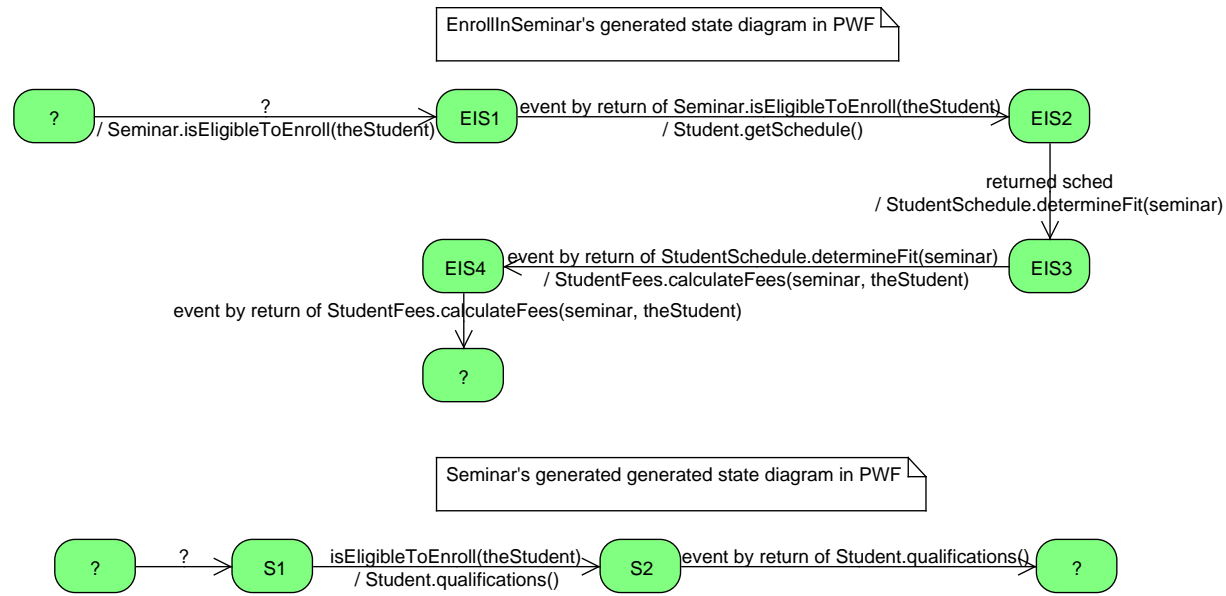 EnrollInSeminar's generated state diagram in PWF
?
?
/ Seminar.isEligibleToEnroll(theStudent)
EIS1
event by return of Seminar.isEligibleToEnroll(theStudent)
/ Student.getSchedule()
EIS2
returned sched
/ StudentSchedule.determineFit(seminar)
EIS4
event by return of StudentSchedule.determineFit(seminar)
/ StudentFees.calculateFees(seminar, theStudent)
EIS3
event by return of StudentFees.calculateFees(seminar, theStudent)
?
Seminar's generated generated state diagram in PWF
?
?
S1
isEligibleToEnroll(theStudent)
/ Student.qualifications()
S2
event by return of Student.qualifications()
?